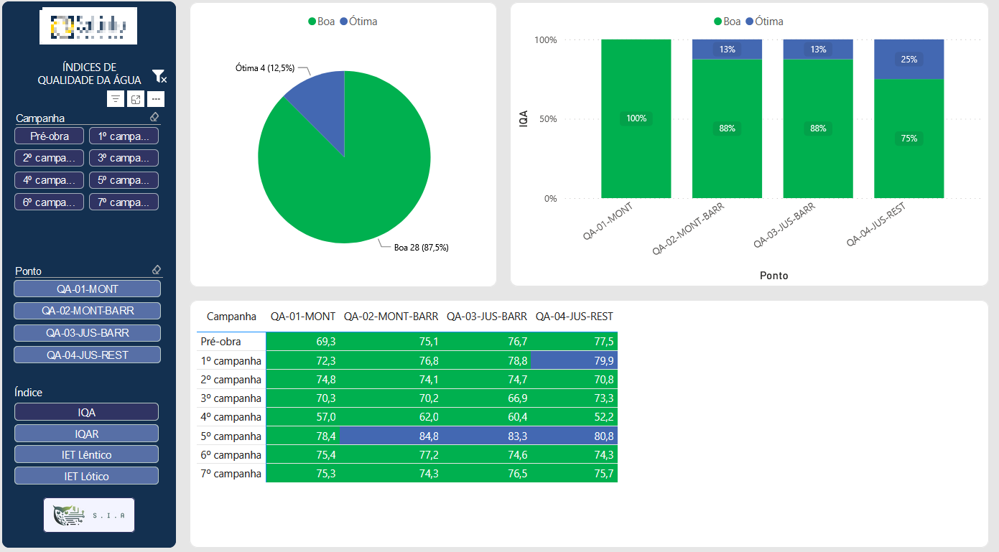 ÍNDICES DE
QUALIDADE DA ÁGUA
Campanha
Pré-obra
1º campa...
2º campa...
3º campa...
4º campa...
5º campa...
6º campa...
7º campa...
Ponto
QA-01-MONT
QA-02-MONT-BARR
QA-03-JUS-BARR
QA-04-JUS-REST
Índice
IQA
IQAR
IET Lêntico
IET Lótico
S.I.A
Boa Ótima
Ótima 4 (12,5%)
Boa 28 (87,5%)
Boa Ótima
100%
50%
0%
IQA
100%
13%
88%
13%
88%
25%
75%
QA-01-MONT
QA-02-MONT-BARR
QA-03-JUS-BARR
QA-04-JUS-REST
Ponto
Campanha QA-01-MONT QA-02-MONT-BARR QA-03-JUS-BARR QA-04-JUS-REST
Pré-obra 69,3 75,1 76,7 77,5
1º campanha 72,3 76,8 78,8 79,9
2º campanha 74,8 74,1 74,7 70,8
3º campanha 70,3 70,2 66,9 73,3
4º campanha 57,0 62,0 60,4 52,2
5º campanha 78,4 84,8 83,3 80,8
6º campanha 75,4 77,2 74,6 74,3
7º campanha 75,3 74,3 76,5 75,7